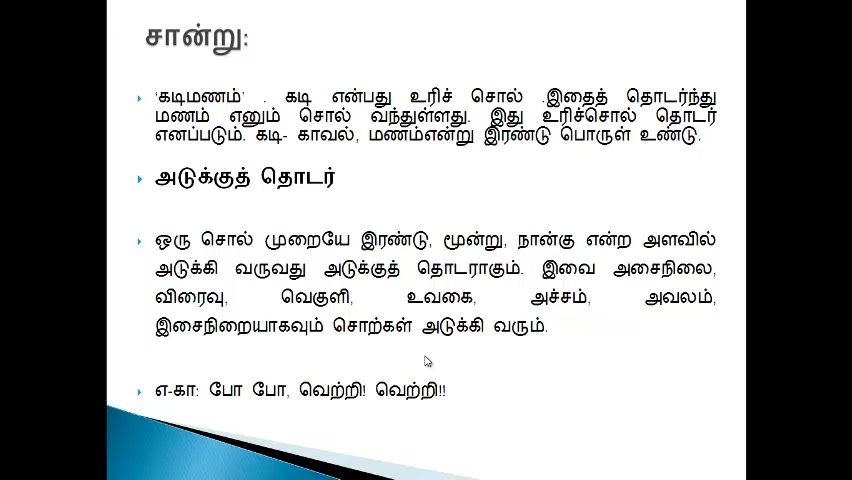 சான்று:
‘கடிமணம்’ . கடி என்பது உரிச் சொல் .இதைத் தொடர்ந்து
மணம் எனும் சொல் வந்துள்ளது. இது உரிச்சொல் தொடர்
எனப்படும். கடி- காவல், மணம்என்று இரண்டு பொருள் உண்டு.
அடுக்குத் தொடர்
ஒரு சொல் முறையே இரண்டு, மூன்று, நான்கு என்ற அளவில்
அடுக்கி வருவது அடுக்குத் தொடராகும். இவை அசைநிலை,
விரைவு, வெகுளி, உவகை, அச்சம், அவலம்,
இசைநிறையாகவும் சொற்கள் அடுக்கி வரும்.
எ-கா: போ போ, வெற்றி! வெற்றி!!